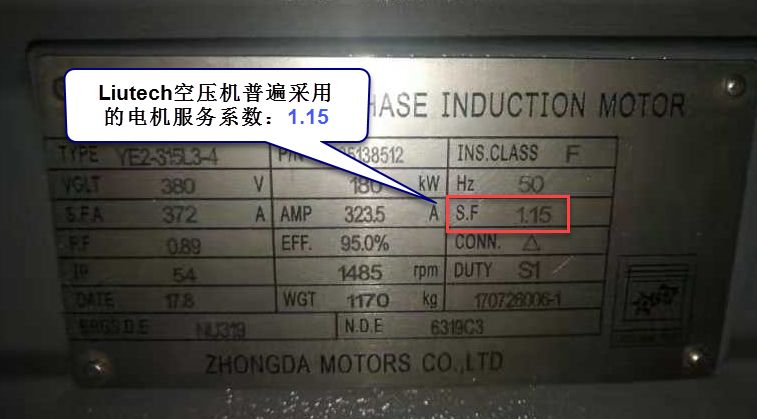 Liutech空压机普遍采用
的电机服务系数：1.15
HASE INDUCTION MOTOR
TYPE YE2-315L3-4 P/N 35138512 INS.CLASS F
VOLT 380 V 180 kW Hz 50
S.F.A 372 A AMP 323.5 A S.F 1.15
P.F 0.89 EFF. 95.0% CONN. △
IP 54 1485 rpm DUTY S1
DATE 17.8 WGT 1170 kg 170728006-1
BRGS.D.E NU319 N.D.E 6319C3
ZHONGDA MOTORS CO.,LTD